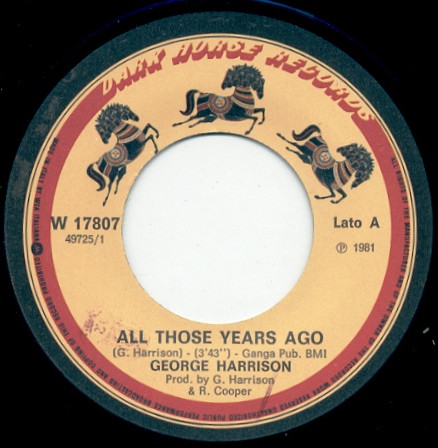 DARK HORSE RECORDS
W 17807
49725/1
Lato A
Ⓟ 1981
ALL THOSE YEARS AGO
(G. Harrison) - (3'43'') - Ganga Pub. BMI
GEORGE HARRISON
Prod. by G. Harrison
& R. Cooper